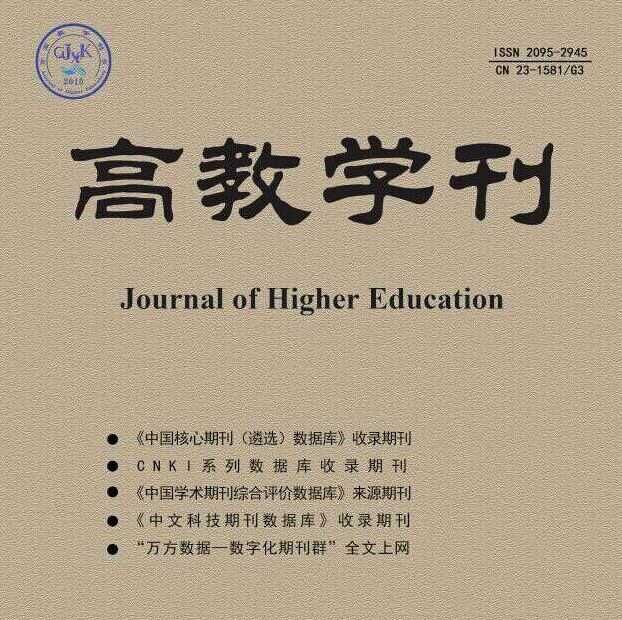 GJXK
2015
Journal of Higher Education
ISSN 2095-2945
CN 23-1581/G3
高教学刊
Journal of Higher Education
●《中国核心期刊（遴选）数据库》收录期刊
●CNKI系列数据库收录期刊
●《中国学术期刊综合评价数据库》来源期刊
●《中文科技期刊数据库》收录期刊
●“万方数据—数字化期刊群”全文上网